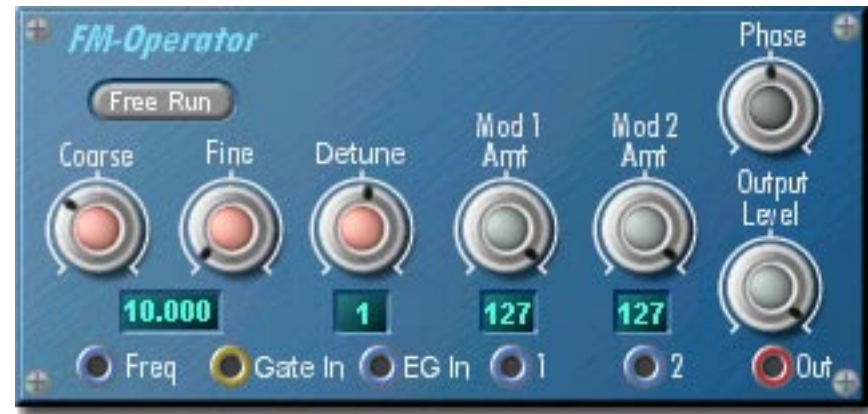 FM-Operator
Phase
Free Run
Mod 1
Amt
Mod 2
Amt
Coarse
Fine
Detune
Output
Level
10.000
1
127
127
Freq
Gate In
EG In
1
2
Out